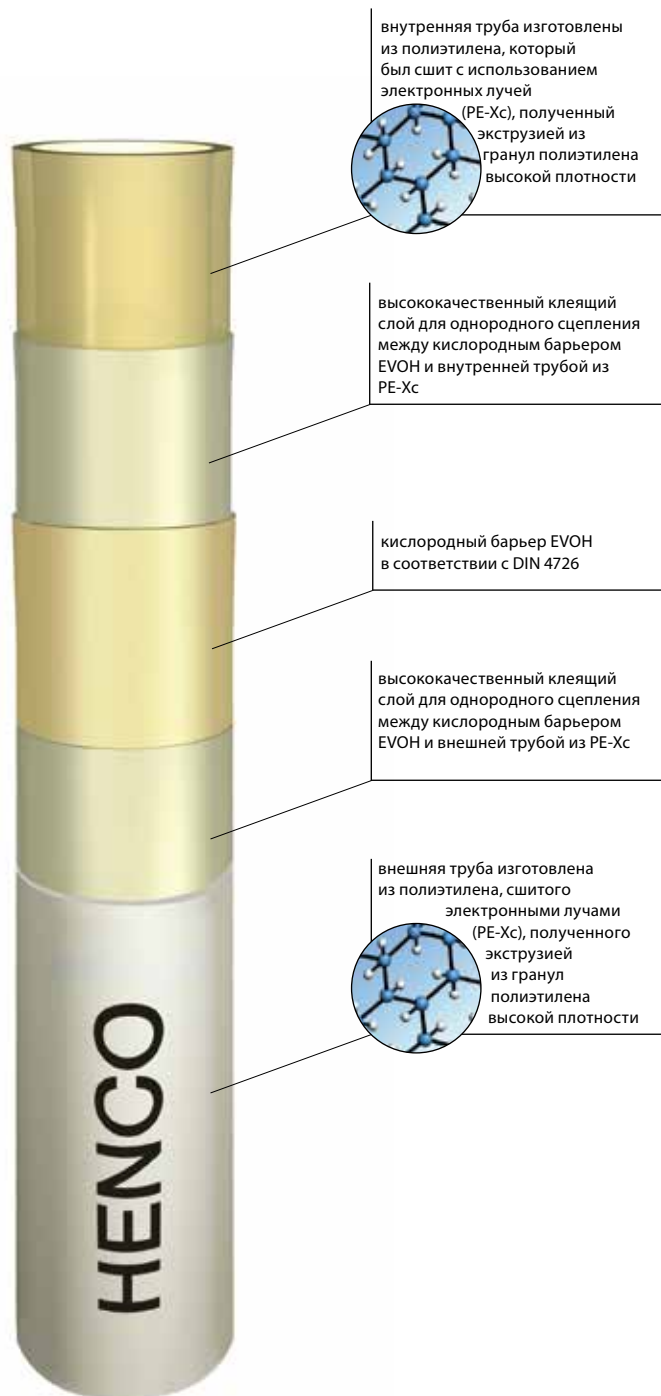 внутренняя труба изготовлены
из полиэтилена, который
был сшит с использованием
электронных лучей
(PE-Xc), полученный
экструзией из
гранул полиэтилена
высокой плотности
высококачественный клеящий
слой для однородного сцепления
между кислородным барьером
EVOH и внутренней трубой из
PE-Xc
кислородный барьер EVOH
в соответствии с DIN 4726
высококачественный клеящий
слой для однородного сцепления
между кислородным барьером
EVOH и внешней трубой из PE-Xc
внешняя труба изготовлена
из полиэтилена, сшитого
электронными лучами
(PE-Xc), полученного
экструзией
из гранул
полиэтилена
высокой плотности
HENCO